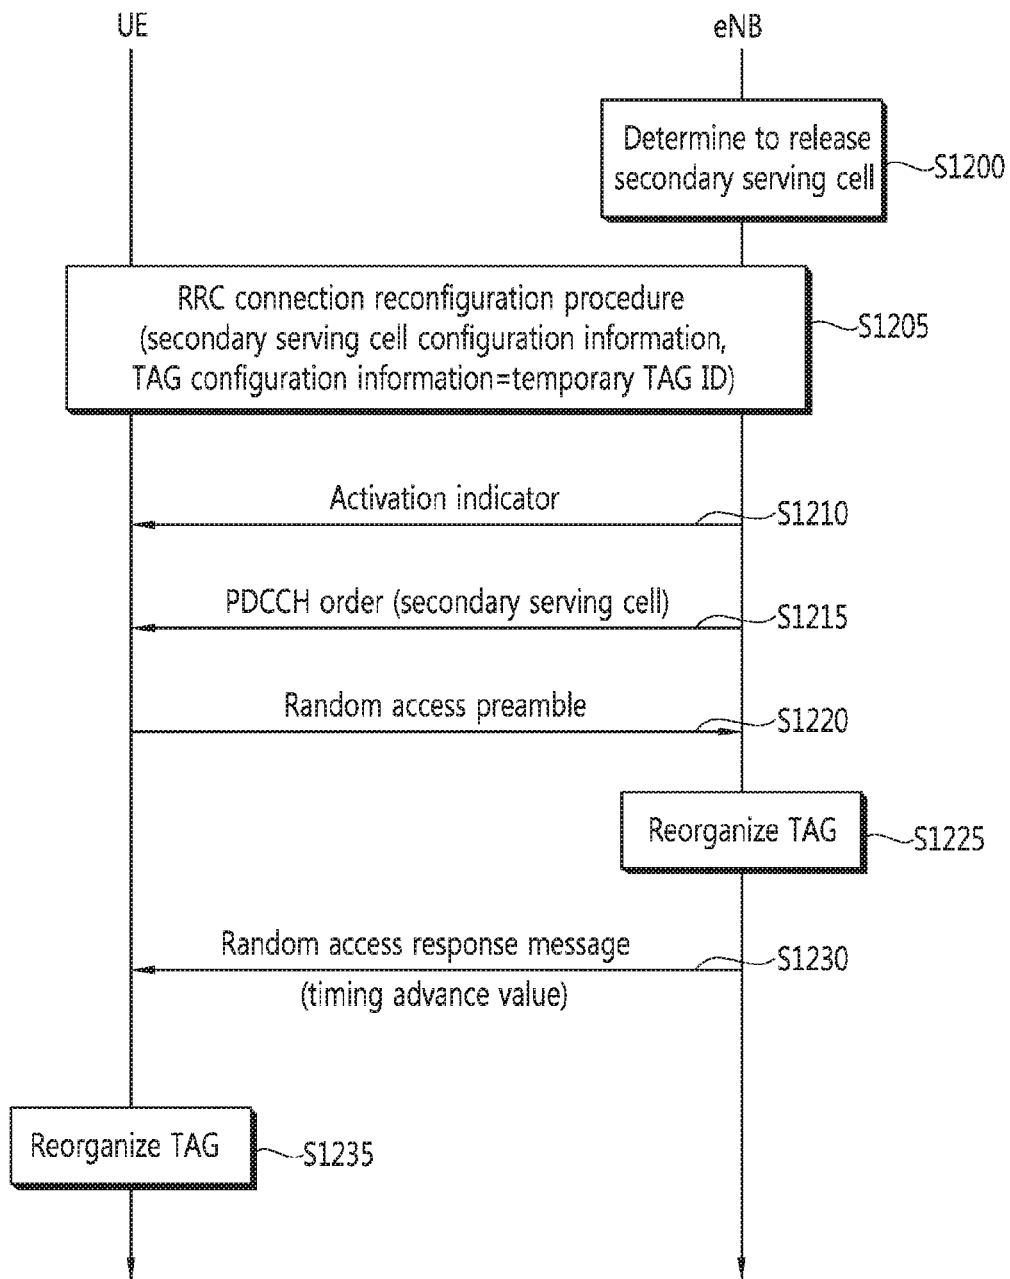 UE
eNB
Determine to release
secondary serving cell
S1200
RRC connection reconfiguration procedure
(secondary serving cell configuration information,
TAG configuration information=temporary TAG ID)
S1205
Activation indicator
S1210
PDCCH order (secondary serving cell)
S1215
Random access preamble
S1220
Reorganize TAG
S1225
Random access response message
(timing advance value)
S1230
Reorganize TAG
S1235